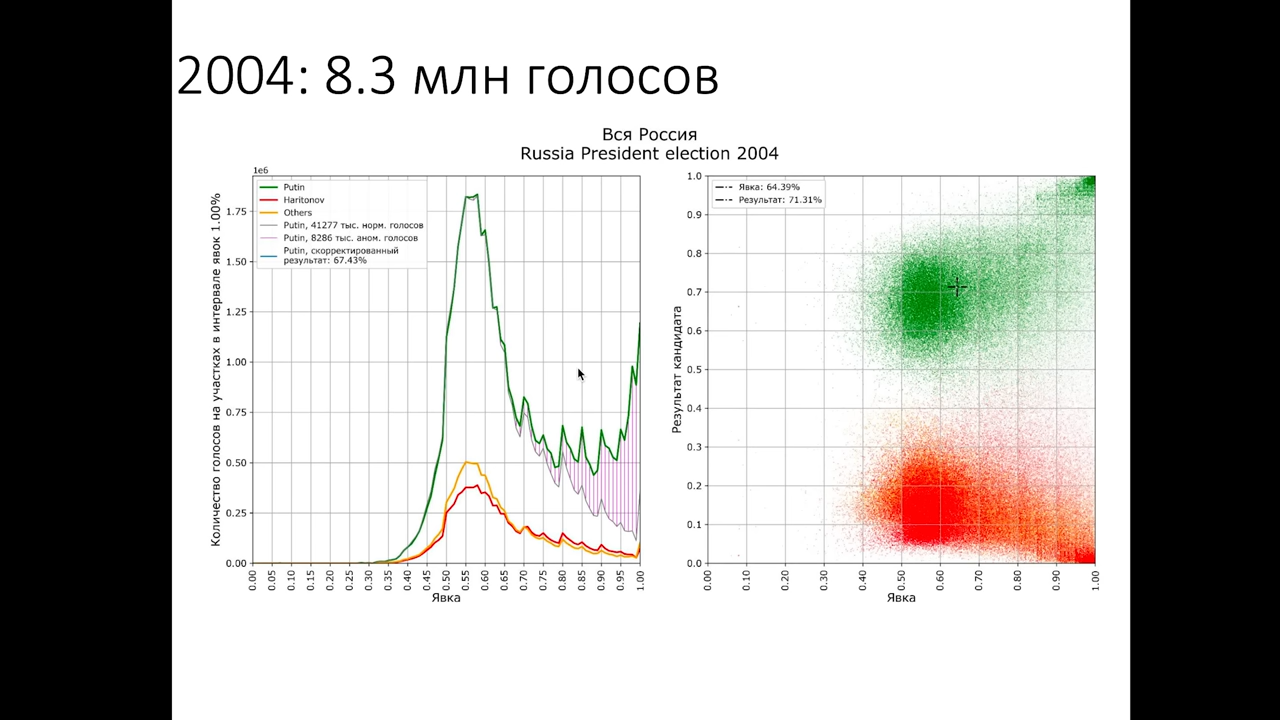 2004: 8.3 млн голосов
Вся Россия
Russia President election 2004
1e6
Putin
Haritonov
Others
Putin, 41277 тыс. норм. голосов
Putin, 8286 тыс. аном. голосов
Putin, скорректированный
результат: 67.43%
Количество голосов на участках в интервале явок 1.00%
1.75
1.50
1.25
1.00
0.75
0.50
0.25
0.00
0.00 0.05 0.10 0.15 0.20 0.25 0.30 0.35 0.40 0.45 0.50 0.55 0.60 0.65 0.70 0.75 0.80 0.85 0.90 0.95 1.00
Явка
Явка: 64.39%
Результат: 71.31%
Результат кандидата
1.0
0.9
0.8
0.7
0.6
0.5
0.4
0.3
0.2
0.1
0.0
0.00 0.10 0.20 0.30 0.40 0.50 0.60 0.70 0.80 0.90 1.00
Явка